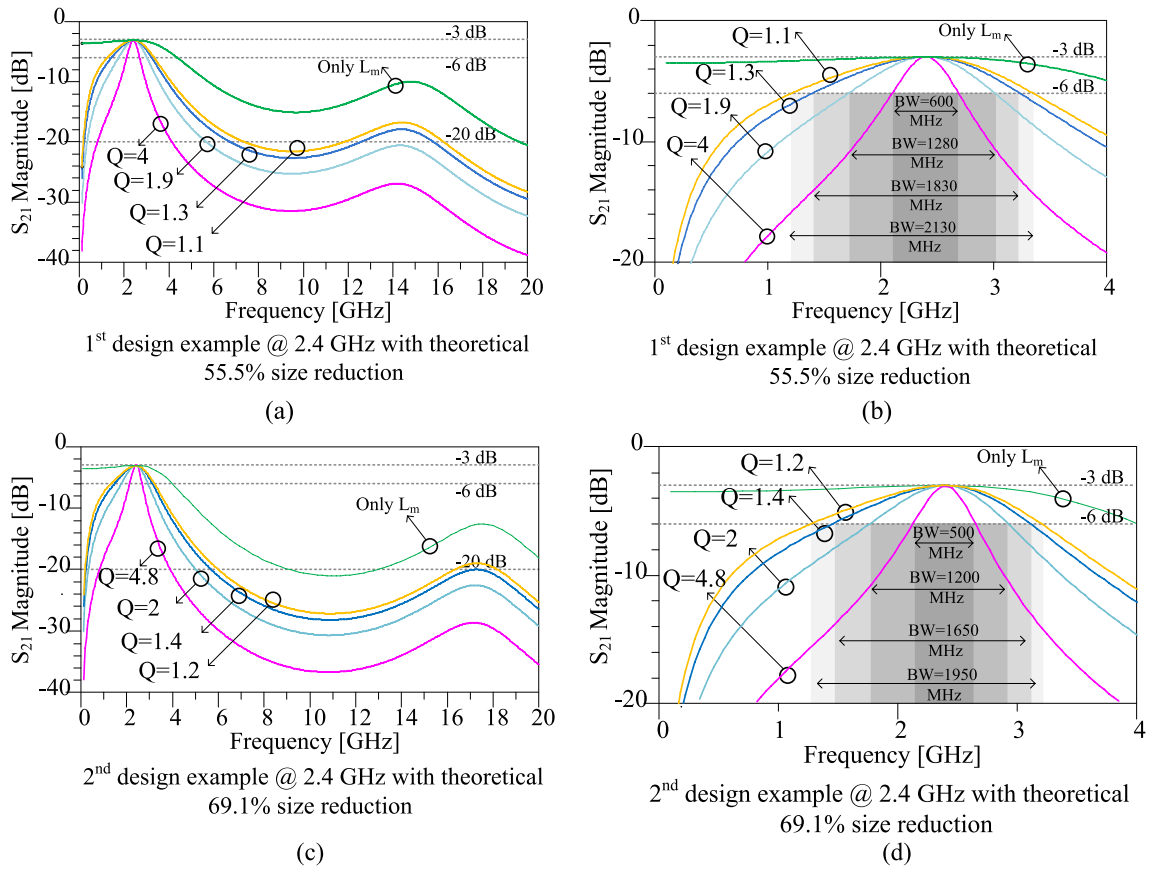 0
-10
-20
-30
-40
S21 Magnitude [dB]
-3 dB
-6 dB
-20 dB
Only Lm
Q=4
Q=1.9
Q=1.3
Q=1.1
0 2 4 6 8 10 12 14 16 18 20
Frequency [GHz]
1st design example @ 2.4 GHz with theoretical
55.5% size reduction
(a)
0
-10
-20
S21 Magnitude [dB]
Only Lm
-3 dB
-6 dB
Q=1.1
Q=1.3
Q=1.9
Q=4
BW=600
MHz
BW=1280
MHz
BW=1830
MHz
BW=2130
MHz
0 1 2 3 4
Frequency [GHz]
1st design example @ 2.4 GHz with theoretical
55.5% size reduction
(b)
0
-10
-20
-30
-40
S21 Magnitude [dB]
-3 dB
-6 dB
Only Lm
-20 dB
Q=4.8
Q=2
Q=1.4
Q=1.2
0 2 4 6 8 10 12 14 16 18 20
Frequency [GHz]
2nd design example @ 2.4 GHz with theoretical
69.1% size reduction
(c)
0
-10
-20
S21 Magnitude [dB]
Only Lm
-3 dB
-6 dB
Q=1.2
Q=1.4
Q=2
Q=4.8
BW=500
MHz
BW=1200
MHz
BW=1650
MHz
BW=1950
MHz
0 1 2 3 4
Frequency [GHz]
2nd design example @ 2.4 GHz with theoretical
69.1% size reduction
(d)